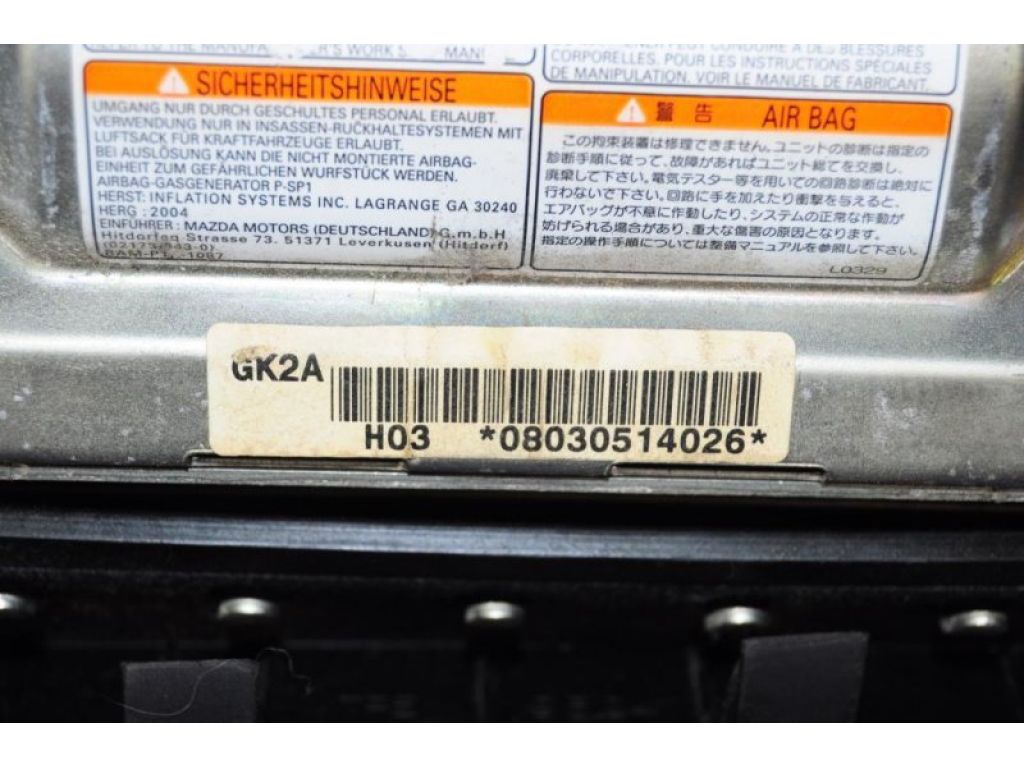 THE 'S WORK
SICHERHEITSHINWEISE
UMGANG NUR DURCH GESCHULTES PERSONAL ERLAUBT.
VERWENDUNG NUR IN INSASSEN-RÜCKHALTESYSTEMEN MIT
LUFTSACK FÜR KRAFTFAHRZEUGE ERLAUBT.
BEI AUSLÖSUNG KANN DIE NICHT MONTIERTE AIRBAG-
EINHEIT ZUM GEFÄHRLICHEN WURFSTÜCK WERDEN.
AIRBAG-GASGENERATOR P-SP1
HERST: INFLATION SYSTEMS INC. LAGRANGE GA 30240
HERG : 2004
EINFÜHRER: MAZDA MOTORS (DEUTSCHLAND) G.m.b.H
Hitdorfen Strasse 73. 51371 Leverkusen (Hitdorf)
CONDUIRE A DES BLESSURES
CORPORELLES. POUR LES INSTRUCTIONS SPÉCIALES
DE MANIPULATION, VOIR LE MANUEL DE FABRICANT.
警告 AIR BAG
この拘束装置は修理できません。ユニットの診断は指定の
診断手順に従って、故障があればユニット総てを交換し、
廃棄して下さい。電気テスター等を用いての回路診断は絶対に
行わないで下さい。回路に手を加えたり衝撃を与えると、
エアバッグが不意に作動したり、システムの正常な作動が
妨げられる場合があり、重大な傷害の原因となります。
指定の操作手順については整備マニュアルを参照して下さい。
L0329
GK2A
H03 *08030514026*